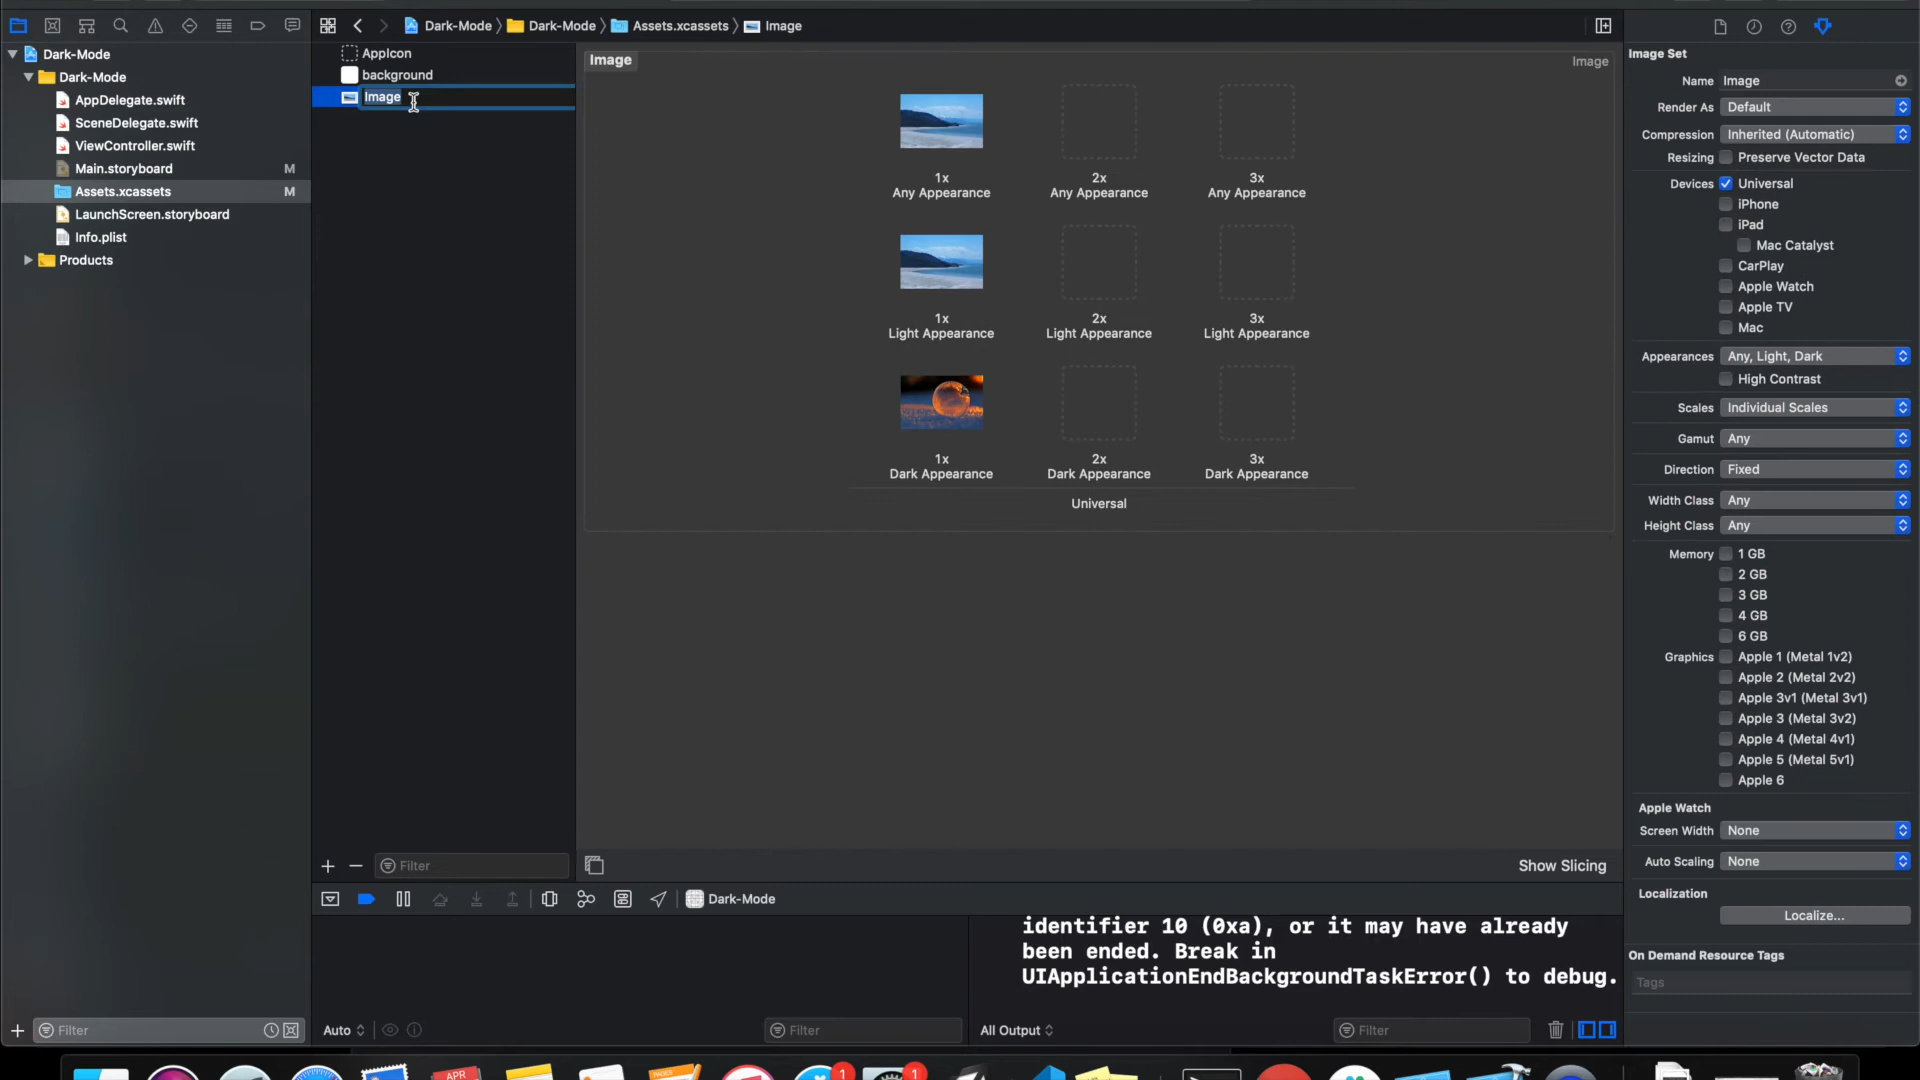 Dark-Mode
Dark-Mode
Assets.xcassets
Image
Dark-Mode
Dark-Mode
AppDelegate.swift
SceneDelegate.swift
ViewController.swift
Main.storyboard M
Assets.xcassets M
LaunchScreen.storyboard
Info.plist
Products
Filter
AppIcon
background
Image
Filter
Image
Image
1x
Any Appearance
2x
Any Appearance
3x
Any Appearance
1x
Light Appearance
2x
Light Appearance
3x
Light Appearance
1x
Dark Appearance
2x
Dark Appearance
3x
Dark Appearance
Universal
Show Slicing
Dark-Mode
identifier 10 (0xa), or it may have already
been ended. Break in
UIApplicationEndBackgroundTaskError() to debug.
Auto
Filter
All Output
Filter
Image Set
Name Image
Render As Default
Compression Inherited (Automatic)
Resizing Preserve Vector Data
Devices Universal
iPhone
iPad
Mac Catalyst
CarPlay
Apple Watch
Apple TV
Mac
Appearances Any, Light, Dark
High Contrast
Scales Individual Scales
Gamut Any
Direction Fixed
Width Class Any
Height Class Any
Memory 1 GB
2 GB
3 GB
4 GB
6 GB
Graphics Apple 1 (Metal 1v2)
Apple 2 (Metal 2v2)
Apple 3v1 (Metal 3v1)
Apple 3 (Metal 3v2)
Apple 4 (Metal 4v1)
Apple 5 (Metal 5v1)
Apple 6
Apple Watch
Screen Width None
Auto Scaling None
Localization
Localize...
On Demand Resource Tags
Tags
APR
1
1